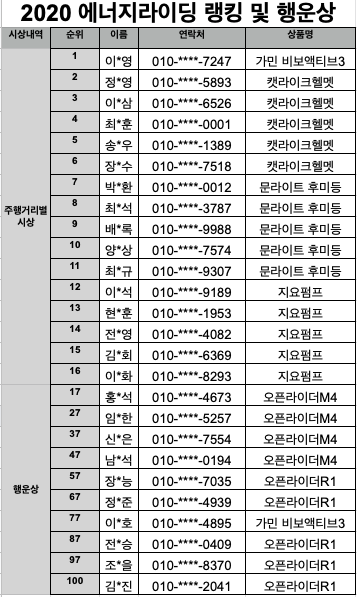 2020 에너지라이딩 랭킹 및 행운상
시상내역 순위 이름 연락처 상품명
주행거리별 시상
1 이*영 010-****-7247 가민 비보액티브3
2 정*영 010-****-5893 캣라이크헬멧
3 이*삼 010-****-6526 캣라이크헬멧
4 최*훈 010-****-0001 캣라이크헬멧
5 송*우 010-****-1389 캣라이크헬멧
6 장*수 010-****-7518 캣라이크헬멧
7 박*환 010-****-0012 문라이트 후미등
8 최*석 010-****-3787 문라이트 후미등
9 배*록 010-****-9988 문라이트 후미등
10 양*상 010-****-7574 문라이트 후미등
11 최*규 010-****-9307 문라이트 후미등
12 이*석 010-****-9189 지요펌프
13 현*훈 010-****-1953 지요펌프
14 전*영 010-****-4082 지요펌프
15 김*회 010-****-6369 지요펌프
16 이*화 010-****-8293 지요펌프
행운상
17 홍*석 010-****-4673 오픈라이더M4
27 임*한 010-****-5257 오픈라이더M4
37 신*은 010-****-7554 오픈라이더M4
47 남*석 010-****-0194 오픈라이더M4
57 장*능 010-****-7035 오픈라이더R1
67 정*준 010-****-4939 오픈라이더R1
77 이*호 010-****-4895 가민 비보액티브3
87 전*승 010-****-0409 오픈라이더R1
97 조*을 010-****-8370 오픈라이더R1
100 김*진 010-****-2041 오픈라이더R1